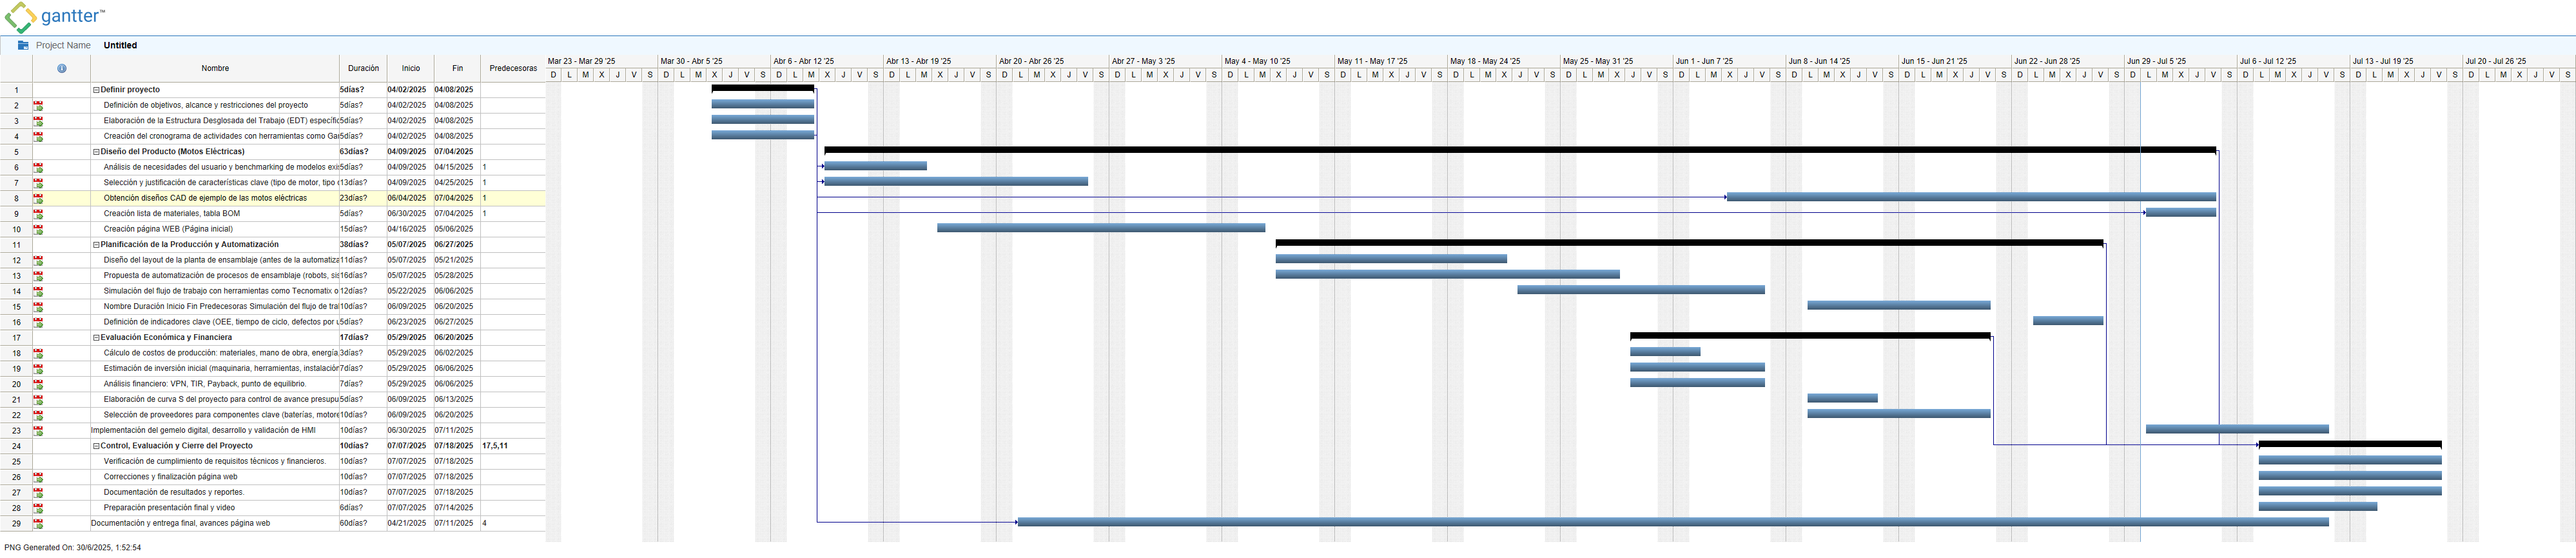 gantter™
Project Name Untitled
Nombre Duración Inicio Fin Predecesoras
Mar 23 - Mar 29 '25 Mar 30 - Abr 5 '25 Abr 6 - Abr 12 '25 Abr 13 - Abr 19 '25 Abr 20 - Abr 26 '25 Abr 27 - May 3 '25 May 4 - May 10 '25 May 11 - May 17 '25 May 18 - May 24 '25 May 25 - May 31 '25 Jun 1 - Jun 7 '25 Jun 8 - Jun 14 '25 Jun 15 - Jun 21 '25 Jun 22 - Jun 28 '25 Jun 29 - Jul 5 '25 Jul 6 - Jul 12 '25 Jul 13 - Jul 19 '25 Jul 20 - Jul 26 '25
D L M X J V S D L M X J V S D L M X J V S D L M X J V S D L M X J V S D L M X J V S D L M X J V S D L M X J V S D L M X J V S D L M X J V S D L M X J V S D L M X J V S D L M X J V S D L M X J V S D L M X J V S D L M X J V S D L M X J V S D L M X J V S
1 Definir proyecto 5días? 04/02/2025 04/08/2025
2 Definición de objetivos, alcance y restricciones del proyecto 5días? 04/02/2025 04/08/2025
3 Elaboración de la Estructura Desglosada del Trabajo (EDT) específic 5días? 04/02/2025 04/08/2025
4 Creación del cronograma de actividades con herramientas como Ga 5días? 04/02/2025 04/08/2025
5 Diseño del Producto (Motos Eléctricas) 63días? 04/09/2025 07/04/2025
6 Análisis de necesidades del usuario y benchmarking de modelos exi 5días? 04/09/2025 04/15/2025 1
7 Selección y justificación de características clave (tipo de motor, tipo 13días? 04/09/2025 04/25/2025 1
8 Obtención diseños CAD de ejemplo de las motos eléctricas 23días? 06/04/2025 07/04/2025 1
9 Creación lista de materiales, tabla BOM 5días? 06/30/2025 07/04/2025 1
10 Creación página WEB (Página inicial) 15días? 04/16/2025 05/06/2025
11 Planificación de la Producción y Automatización 38días? 05/07/2025 06/27/2025
12 Diseño del layout de la planta de ensamblaje (antes de la automatiza 11días? 05/07/2025 05/21/2025
13 Propuesta de automatización de procesos de ensamblaje (robots, sis 16días? 05/07/2025 05/28/2025
14 Simulación del flujo de trabajo con herramientas como Tecnomatix o 12días? 05/22/2025 06/06/2025
15 Nombre Duración Inicio Fin Predecesoras Simulación del flujo de tra 10días? 06/09/2025 06/20/2025
16 Definición de indicadores clave (OEE, tiempo de ciclo, defectos por u 5días? 06/23/2025 06/27/2025
17 Evaluación Económica y Financiera 17días? 05/29/2025 06/20/2025
18 Cálculo de costos de producción: materiales, mano de obra, energía, 3días? 05/29/2025 06/02/2025
19 Estimación de inversión inicial (maquinaria, herramientas, instalación 7días? 05/29/2025 06/06/2025
20 Análisis financiero: VPN, TIR, Payback, punto de equilibrio. 7días? 05/29/2025 06/06/2025
21 Elaboración de curva S del proyecto para control de avance presupu 5días? 06/09/2025 06/13/2025
22 Selección de proveedores para componentes clave (baterías, motore 10días? 06/09/2025 06/20/2025
23 Implementación del gemelo digital, desarrollo y validación de HMI 10días? 06/30/2025 07/11/2025
24 Control, Evaluación y Cierre del Proyecto 10días? 07/07/2025 07/18/2025 17,5,11
25 Verificación de cumplimiento de requisitos técnicos y financieros. 10días? 07/07/2025 07/18/2025
26 Correcciones y finalización página web 10días? 07/07/2025 07/18/2025
27 Documentación de resultados y reportes. 10días? 07/07/2025 07/18/2025
28 Preparación presentación final y video 6días? 07/07/2025 07/14/2025
29 Documentación y entrega final, avances página web 60días? 04/21/2025 07/11/2025 4
PNG Generated On: 30/6/2025, 1:52:54